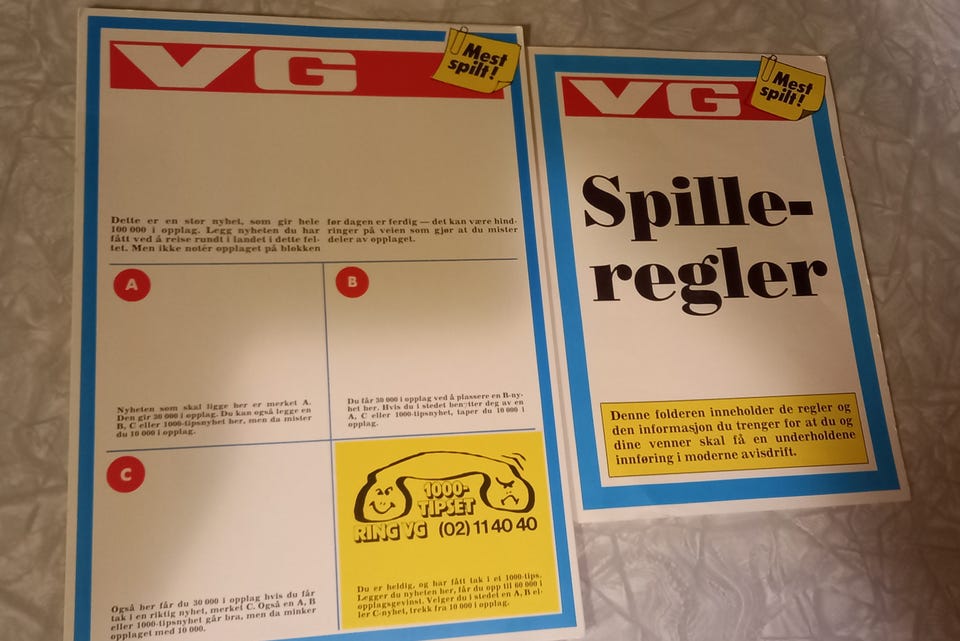 VG
Mest
spilt!
Dette er en stor nyhet, som gir hele
100 000 i opplag. Legg nyheten du har
fått ved å reise rundt i landet i dette fel-
tet. Men ikke notér opplaget på blokken
før dagen er ferdig — det kan være hind-
ringer på veien som gjør at du mister
deler av opplaget.
A
Nyheten som skal ligge her er merket A.
Den gir 30 000 i opplag. Du kan også legge en
B, C eller 1000-tipsnyhet her, men da mister
du 10 000 i opplag.
B
Du får 30 000 i opplag ved å plassere en B-ny-
het her. Hvis du i stedet benytter deg av en
A, C eller 1000-tipsnyhet, taper du 10 000 i
opplag.
C
Også her får du 30 000 i opplag hvis du får
tak i en riktig nyhet, merket C. Også en A, B
eller 1000-tipsnyhet går bra, men da minker
opplaget med 10 000.
1000-
TIPSET
RING VG (02) 11 40 40
Du er heldig, og har fått tak i et 1000-tips.
Legger du nyheten her, får du opp til 60 000 i
opplagsgevinst. Velger du i stedet en A, B el-
ler C-nyhet, trekk fra 10 000 i opplag.
VG
Mest
spilt!
Spille-
regler
Denne folderen inneholder de regler og
den informasjon du trenger for at du og
dine venner skal få en underholdene
innføring i moderne avisdrift.